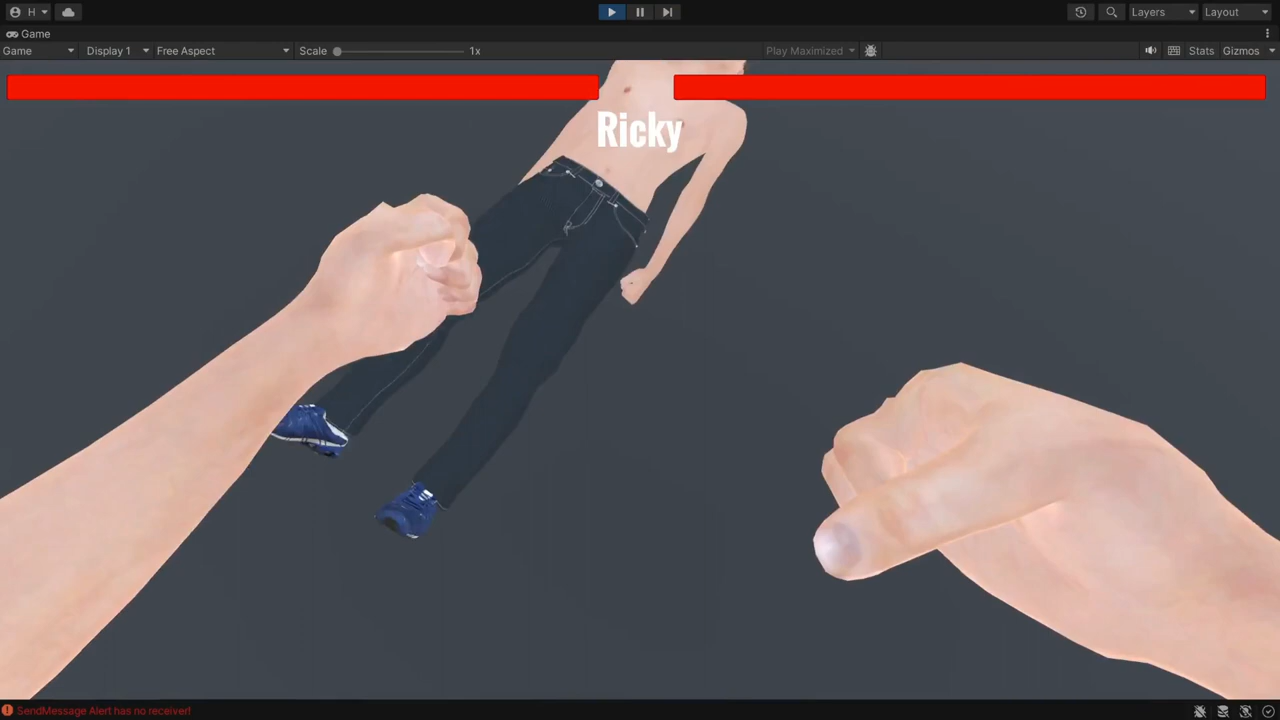 H
Layers
Layout
Game
Game
Display 1
Free Aspect
Scale
1x
Play Maximized
Stats
Gizmos
Ricky
SendMessage Alert has no receiver!